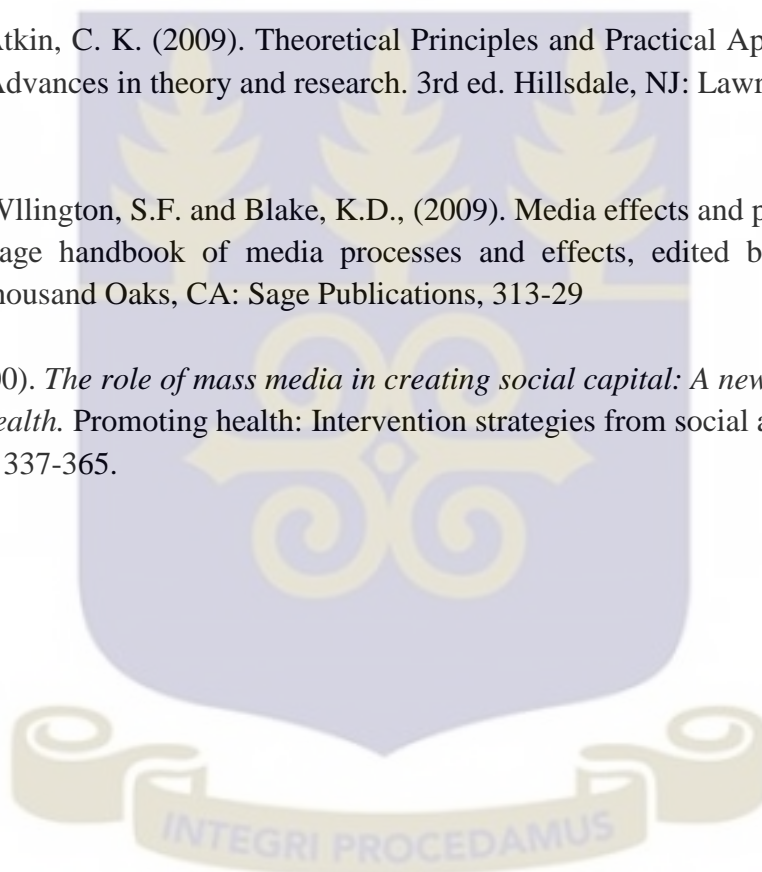 Atkin, C. K. (2009). Theoretical Principles and Practical Ap
Advances in theory and research. 3rd ed. Hillsdale, NJ: Lawr
Vllington, S.F. and Blake, K.D., (2009). Media effects and p
age handbook of media processes and effects, edited b
housand Oaks, CA: Sage Publications, 313-29
00). The role of mass media in creating social capital: A new
ealth. Promoting health: Intervention strategies from social a
337-365.
INTEGRI PROCEDAMUS